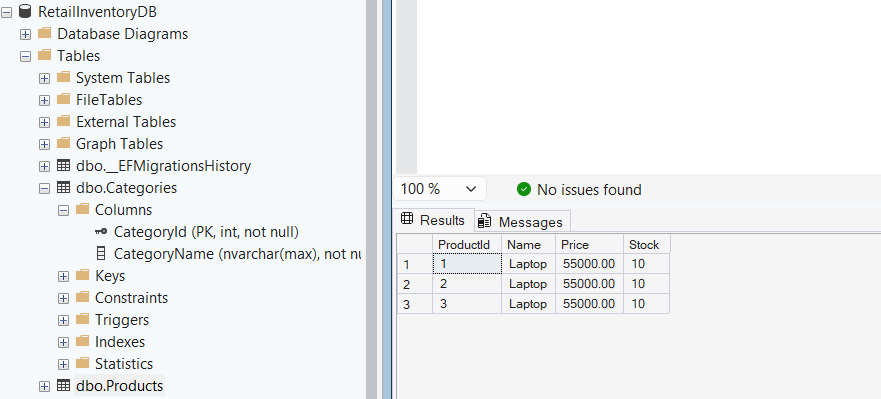 RetailInventoryDB
Database Diagrams
Tables
System Tables
FileTables
External Tables
Graph Tables
dbo.__EFMigrationsHistory
dbo.Categories
Columns
CategoryId (PK, int, not null)
CategoryName (nvarchar(max), not nu
Keys
Constraints
Triggers
Indexes
Statistics
dbo.Products
100 % No issues found
Results Messages
ProductId Name Price Stock
1 1 Laptop 55000.00 10
2 2 Laptop 55000.00 10
3 3 Laptop 55000.00 10